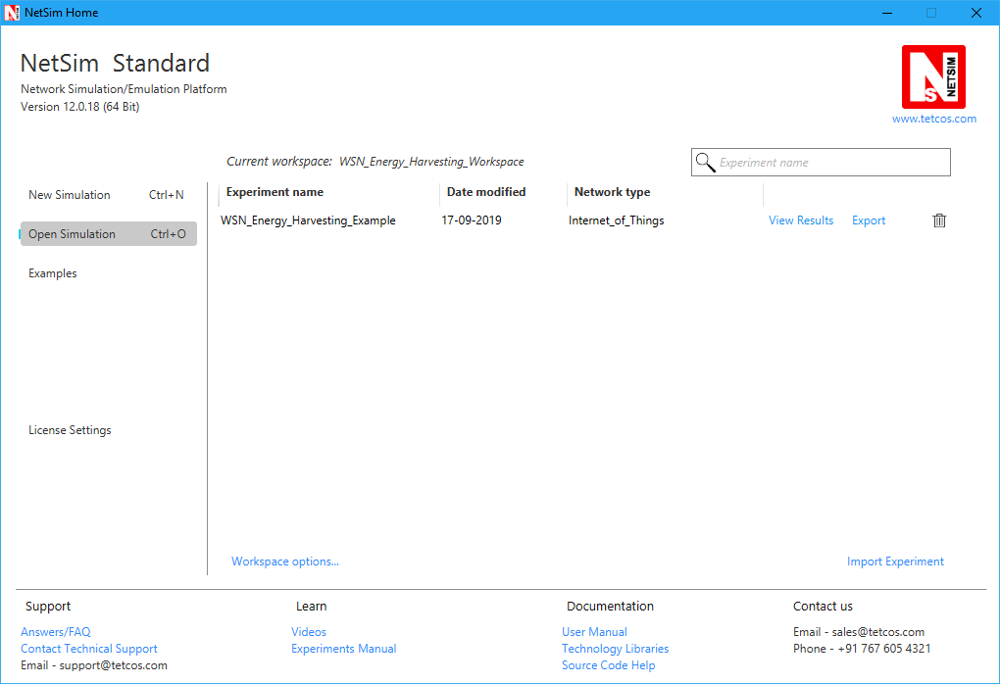 NetSim Home
NetSim Standard
Network Simulation/Emulation Platform
Version 12.0.18 (64 Bit)
NS NETSIM
www.tetcos.com
Current workspace: WSN_Energy_Harvesting_Workspace
Experiment name
New Simulation Ctrl+N
Open Simulation Ctrl+O
Examples
License Settings
Experiment name Date modified Network type
WSN_Energy_Harvesting_Example 17-09-2019 Internet_of_Things View Results Export
Workspace options... Import Experiment
Support
Answers/FAQ
Contact Technical Support
Email - support@tetcos.com
Learn
Videos
Experiments Manual
Documentation
User Manual
Technology Libraries
Source Code Help
Contact us
Email - sales@tetcos.com
Phone - +91 767 605 4321